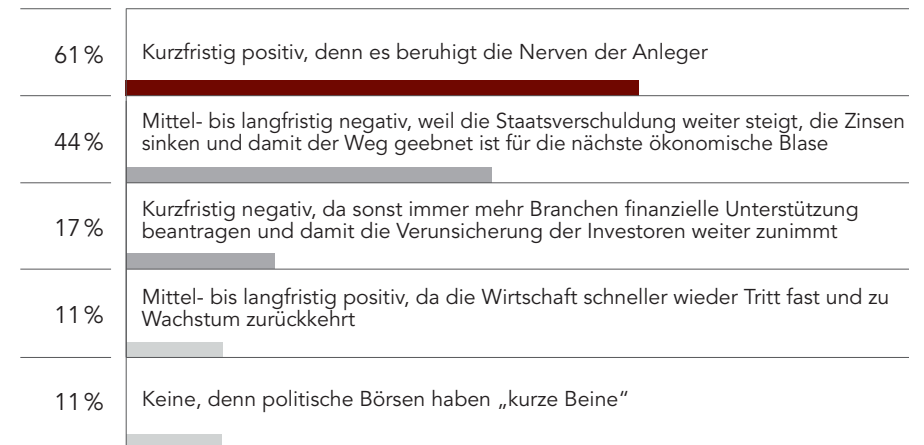 61 % Kurzfristig positiv, denn es beruhigt die Nerven der Anleger
Mittel- bis langfristig negativ, weil die Staatsverschuldung weiter steigt, die Zinsen
44 % sinken und damit der Weg geebnet ist für die nächste ökonomische Blase
Kurzfristig negativ, da sonst immer mehr Branchen finanzielle Unterstützung
17 % beantragen und damit die Verunsicherung der Investoren weiter zunimmt
Mittel- bis langfristig positiv, da die Wirtschaft schneller wieder Tritt fast und zu
11 % Wachstum zurückkehrt
11 % Keine, denn politische Börsen haben „kurze Beine“